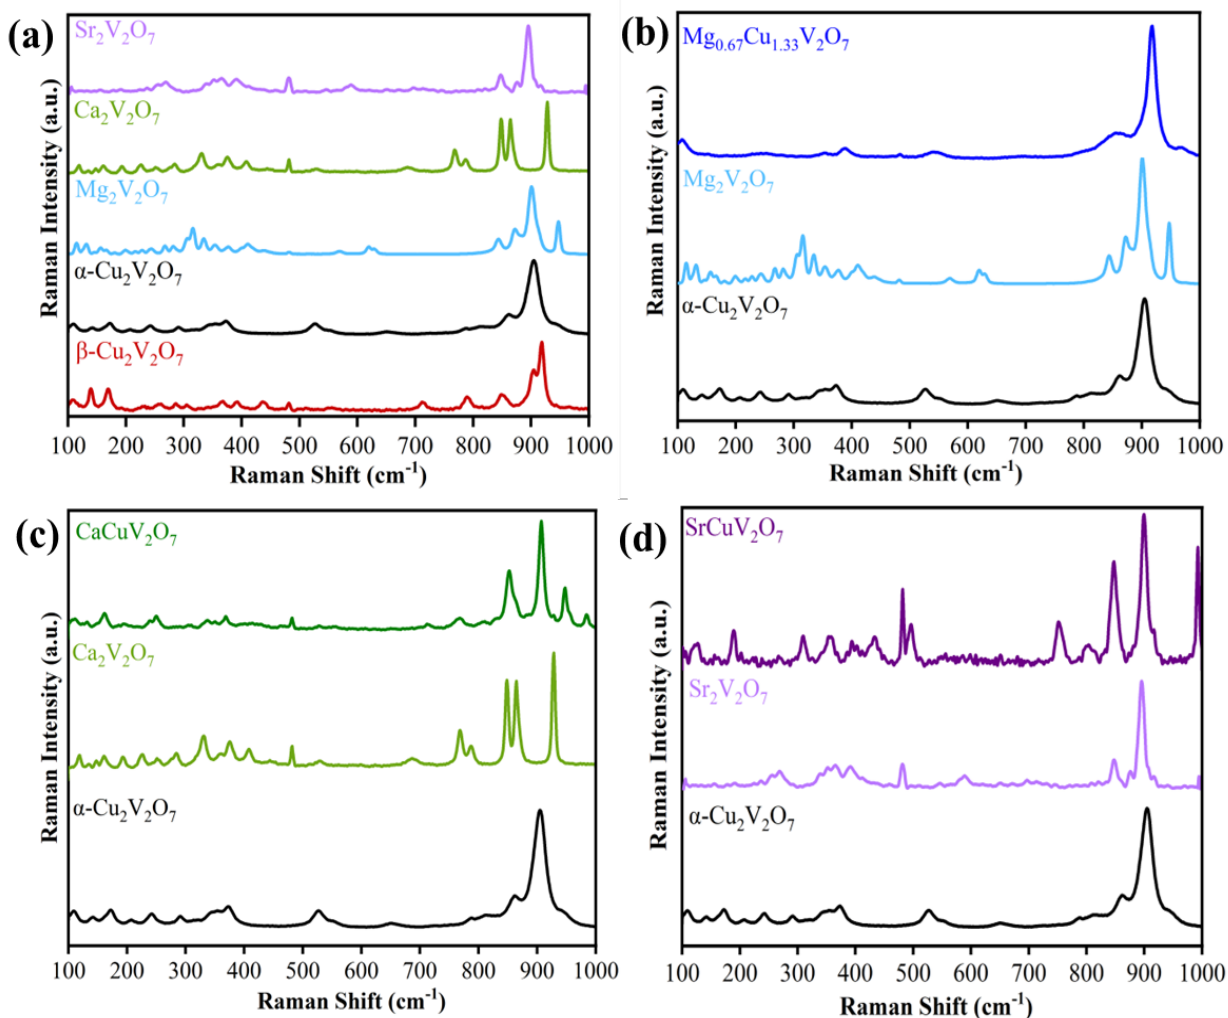 (a)
Sr₂V₂O₇
Ca₂V₂O₇
Mg₂V₂O₇
α-Cu₂V₂O₇
β-Cu₂V₂O₇
Raman Intensity (a.u.)
100 200 300 400 500 600 700 800 900 1000
Raman Shift (cm⁻¹)
(b)
Mg₀.₆₇Cu₁.₃₃V₂O₇
Mg₂V₂O₇
α-Cu₂V₂O₇
Raman Intensity (a.u.)
100 200 300 400 500 600 700 800 900 1000
Raman Shift (cm⁻¹)
(c)
CaCuV₂O₇
Ca₂V₂O₇
α-Cu₂V₂O₇
Raman Intensity (a.u.)
100 200 300 400 500 600 700 800 900 1000
Raman Shift (cm⁻¹)
(d)
SrCuV₂O₇
Sr₂V₂O₇
α-Cu₂V₂O₇
Raman Intensity (a.u.)
100 200 300 400 500 600 700 800 900 1000
Raman Shift (cm⁻¹)